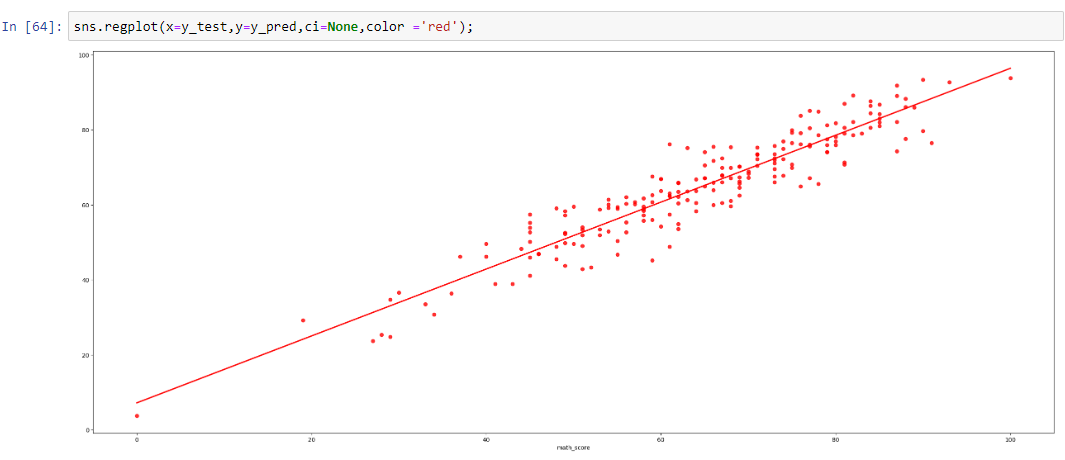 In [64]: sns.regplot(x=y_test,y=y_pred,ci=None,color ='red');
100
80
60
40
20
0
0 20 40 60 80 100
math_score